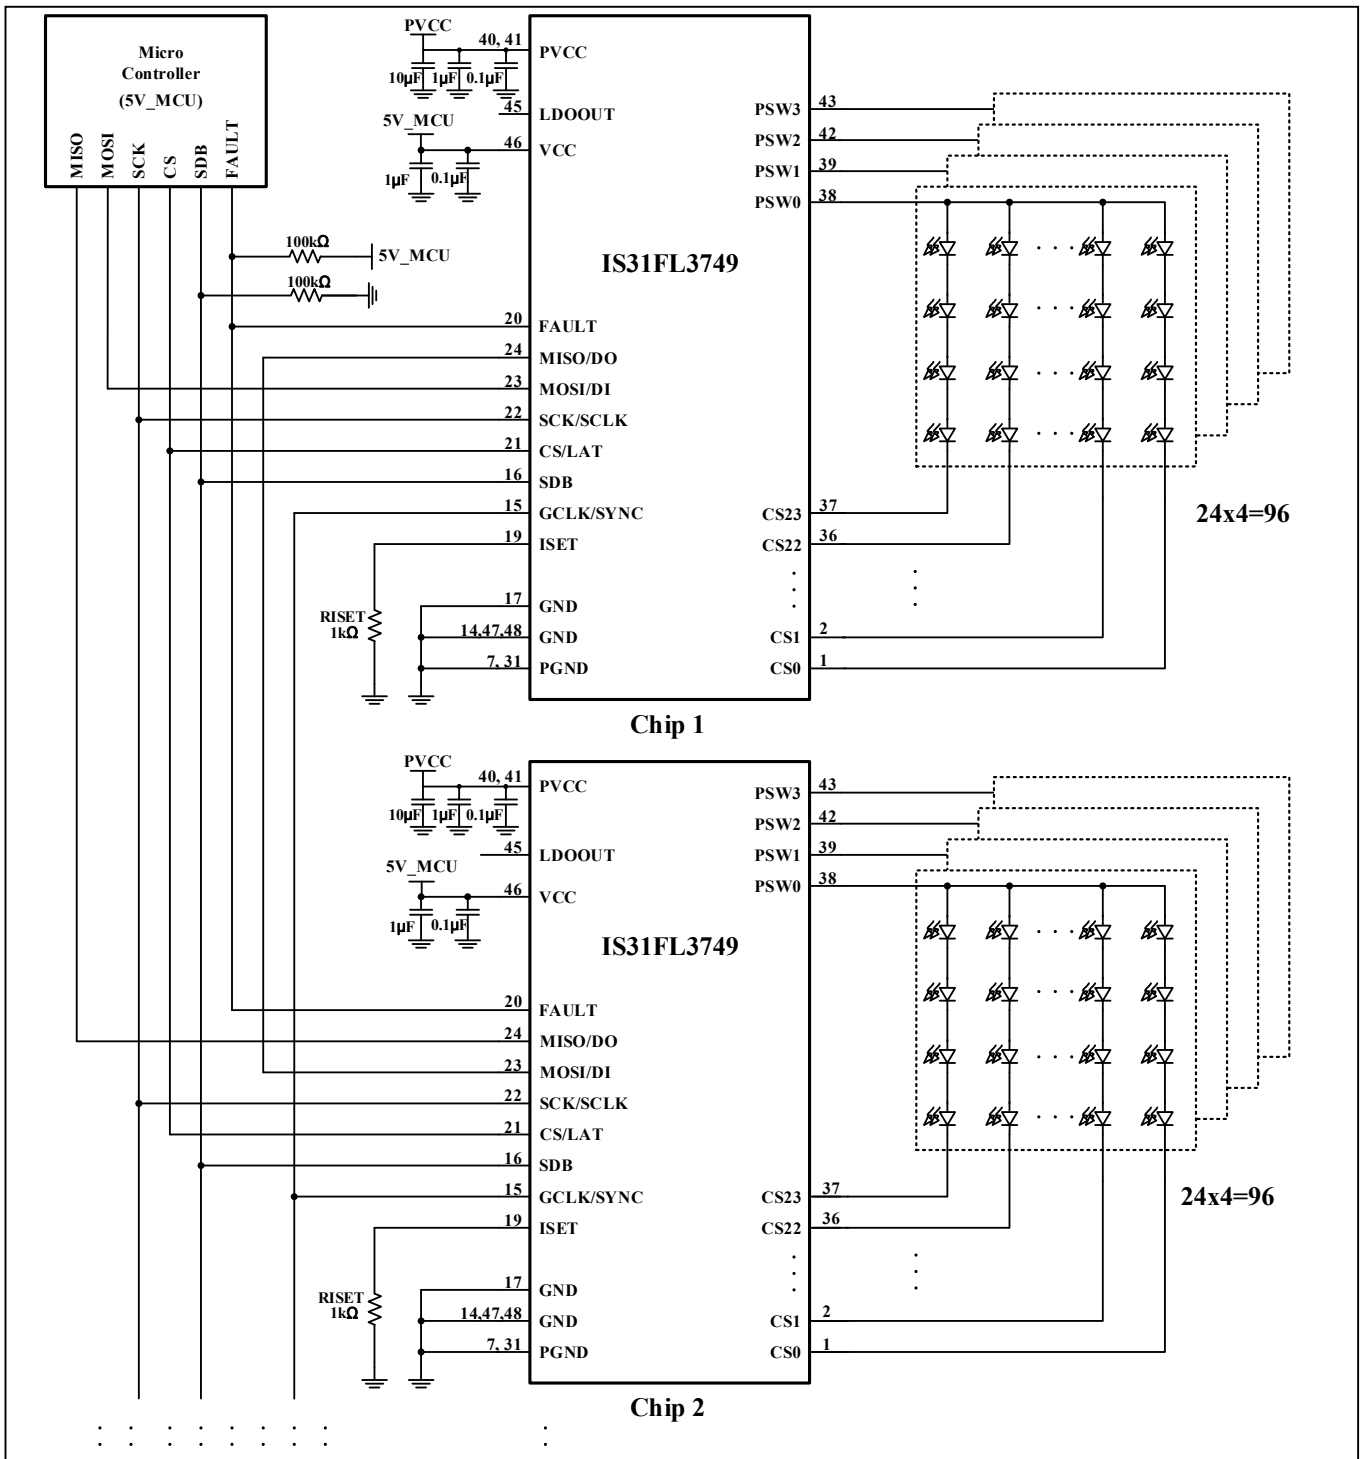 Micro
Controller
(5V_MCU)
MISO
MOSI
SCK
CS
SDB
FAULT
100kΩ
5V_MCU
100kΩ
PVCC
40, 41
PVCC
10µF
1µF
0.1µF
45
LDOOUT
5V_MCU
46
VCC
1µF
0.1µF
IS31FL3749
20
FAULT
24
MISO/DO
23
MOSI/DI
22
SCK/SCLK
21
CS/LAT
16
SDB
15
GCLK/SYNC
19
ISET
RISET
1kΩ
17
GND
14,47,48
GND
7, 31
PGND
PSW3
43
PSW2
42
PSW1
39
PSW0
38
CS23
37
CS22
36
CS1
2
CS0
1
24x4=96
Chip 1
PVCC
40, 41
PVCC
10µF
1µF
0.1µF
45
LDOOUT
5V_MCU
46
VCC
1µF
0.1µF
IS31FL3749
20
FAULT
24
MISO/DO
23
MOSI/DI
22
SCK/SCLK
21
CS/LAT
16
SDB
15
GCLK/SYNC
19
ISET
RISET
1kΩ
17
GND
14,47,48
GND
7, 31
PGND
PSW3
43
PSW2
42
PSW1
39
PSW0
38
CS23
37
CS22
36
CS1
2
CS0
1
24x4=96
Chip 2